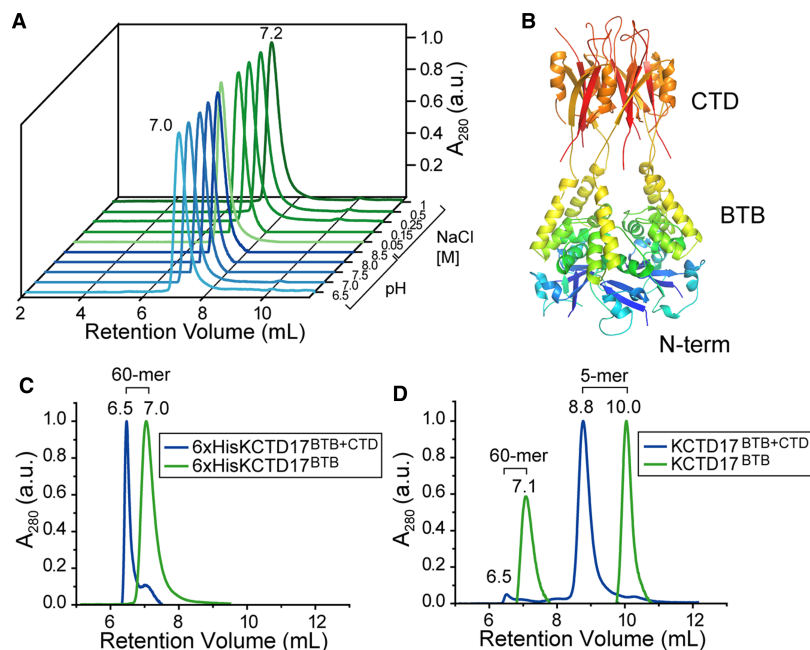 A
7.2
7.0
1.0
0.8
0.6
0.4
0.2
A280 (a.u.)
1
0.5
0.15
0.05
8.5
8.0
7.5
7.0
6.5
NaCl
[M]
pH
2
4
6
8
10
Retention Volume (mL)
B
CTD
BTB
N-term
C
60-mer
6.5
7.0
1.0
0.8
0.6
0.4
0.2
0.0
A280 (a.u.)
6xHisKCTD17BTB+CTD
6xHisKCTD17BTB
6
8
10
12
Retention Volume (mL)
D
5-mer
8.8
10.0
60-mer
7.1
6.5
1.0
0.8
0.6
0.4
0.2
0.0
A280 (a.u.)
KCTD17BTB+CTD
KCTD17BTB
6
8
10
12
Retention Volume (mL)